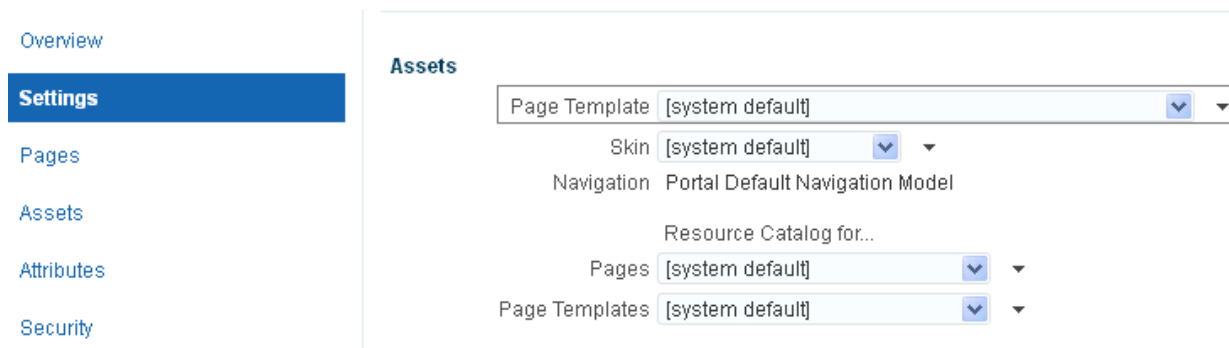 Overview
Settings
Pages
Assets
Attributes
Security
Assets
Page Template [system default]
Skin [system default]
Navigation Portal Default Navigation Model
Resource Catalog for...
Pages [system default]
Page Templates [system default]